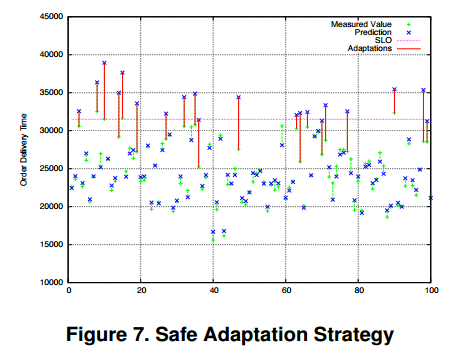 45000
Measured Value
Prediction
SLO
Adaptations
40000
35000
Order Delivery Time
30000
25000
20000
15000
10000
0 20 40 60 80 100
Figure 7. Safe Adaptation Strategy